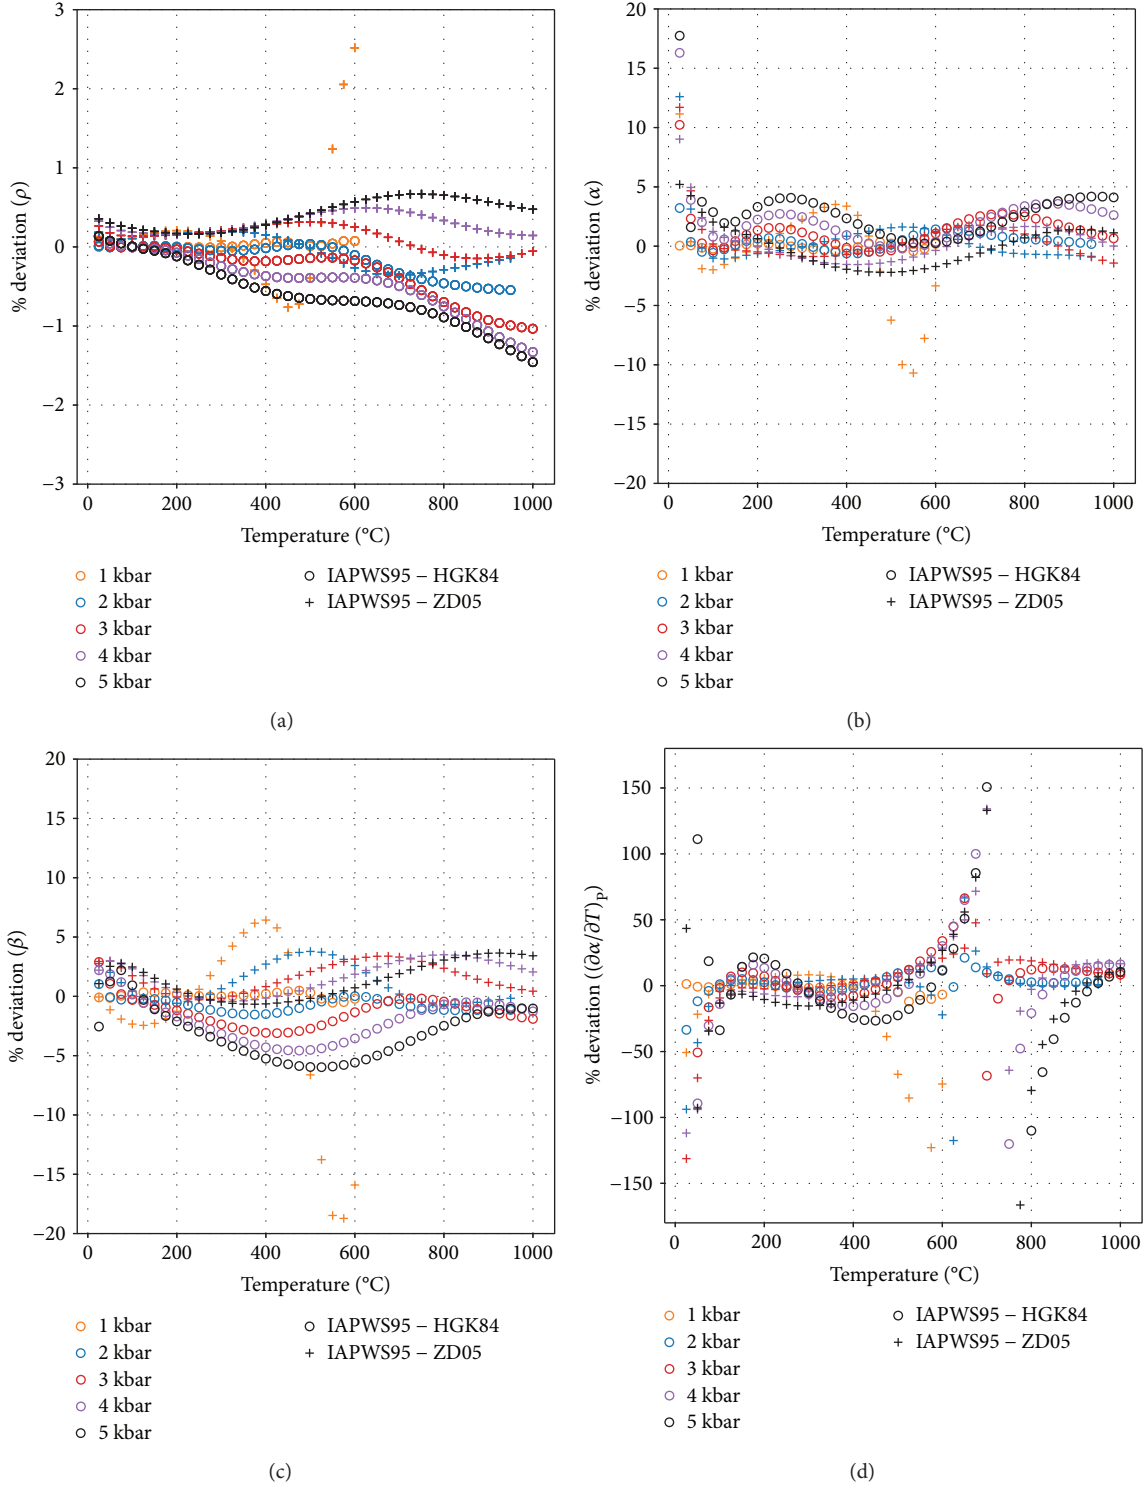 3
2
1
0
−1
−2
−3
% deviation (ρ)
0 200 400 600 800 1000
Temperature (°C)
1 kbar
2 kbar
3 kbar
4 kbar
5 kbar
IAPWS95 − HGK84
IAPWS95 − ZD05
(a)
20
15
10
5
0
−5
−10
−15
−20
% deviation (α)
0 200 400 600 800 1000
Temperature (°C)
1 kbar
2 kbar
3 kbar
4 kbar
5 kbar
IAPWS95 − HGK84
IAPWS95 − ZD05
(b)
20
15
10
5
0
−5
−10
−15
−20
% deviation (β)
0 200 400 600 800 1000
Temperature (°C)
1 kbar
2 kbar
3 kbar
4 kbar
5 kbar
IAPWS95 − HGK84
IAPWS95 − ZD05
(c)
150
100
50
0
−50
−100
−150
% deviation ((∂α/∂T)p)
0 200 400 600 800 1000
Temperature (°C)
1 kbar
2 kbar
3 kbar
4 kbar
5 kbar
IAPWS95 − HGK84
IAPWS95 − ZD05
(d)